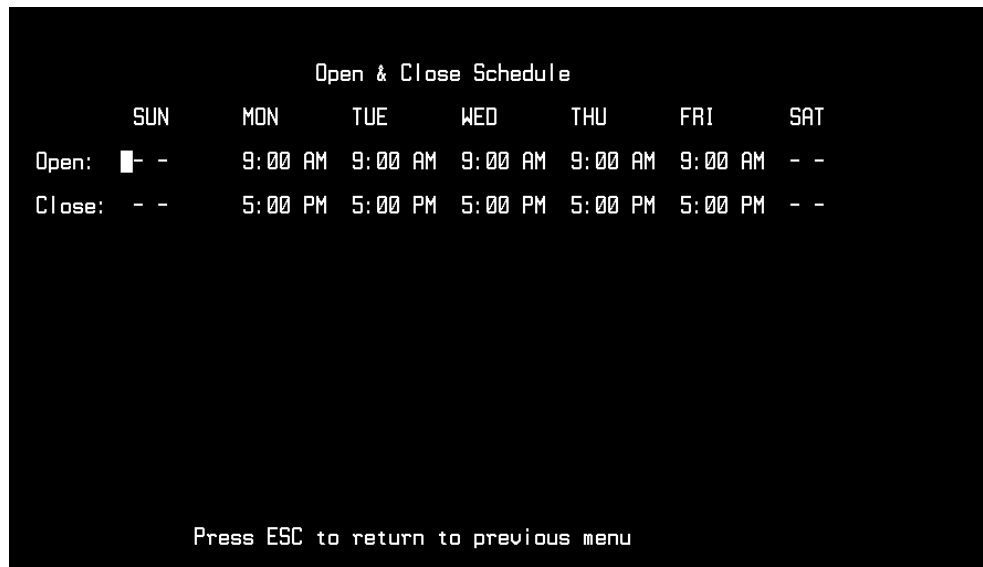 Open & Close Schedule
SUN MON TUE WED THU FRI SAT
Open: - - 9:00 AM 9:00 AM 9:00 AM 9:00 AM 9:00 AM - -
Close: - - 5:00 PM 5:00 PM 5:00 PM 5:00 PM 5:00 PM - -
Press ESC to return to previous menu